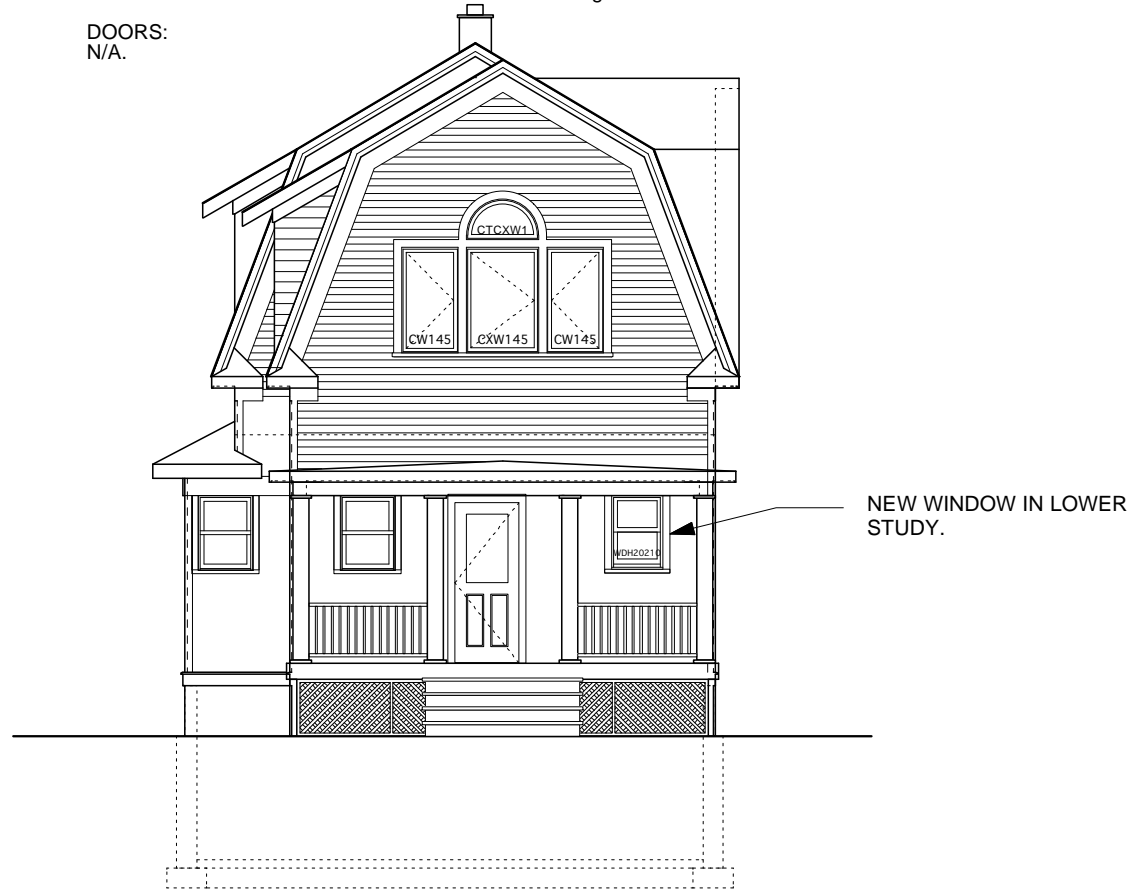 DOORS:
N/A.
CTCXW1
CW145
CXW145
CW145
NEW WINDOW IN LOWER
STUDY.
WDH20210